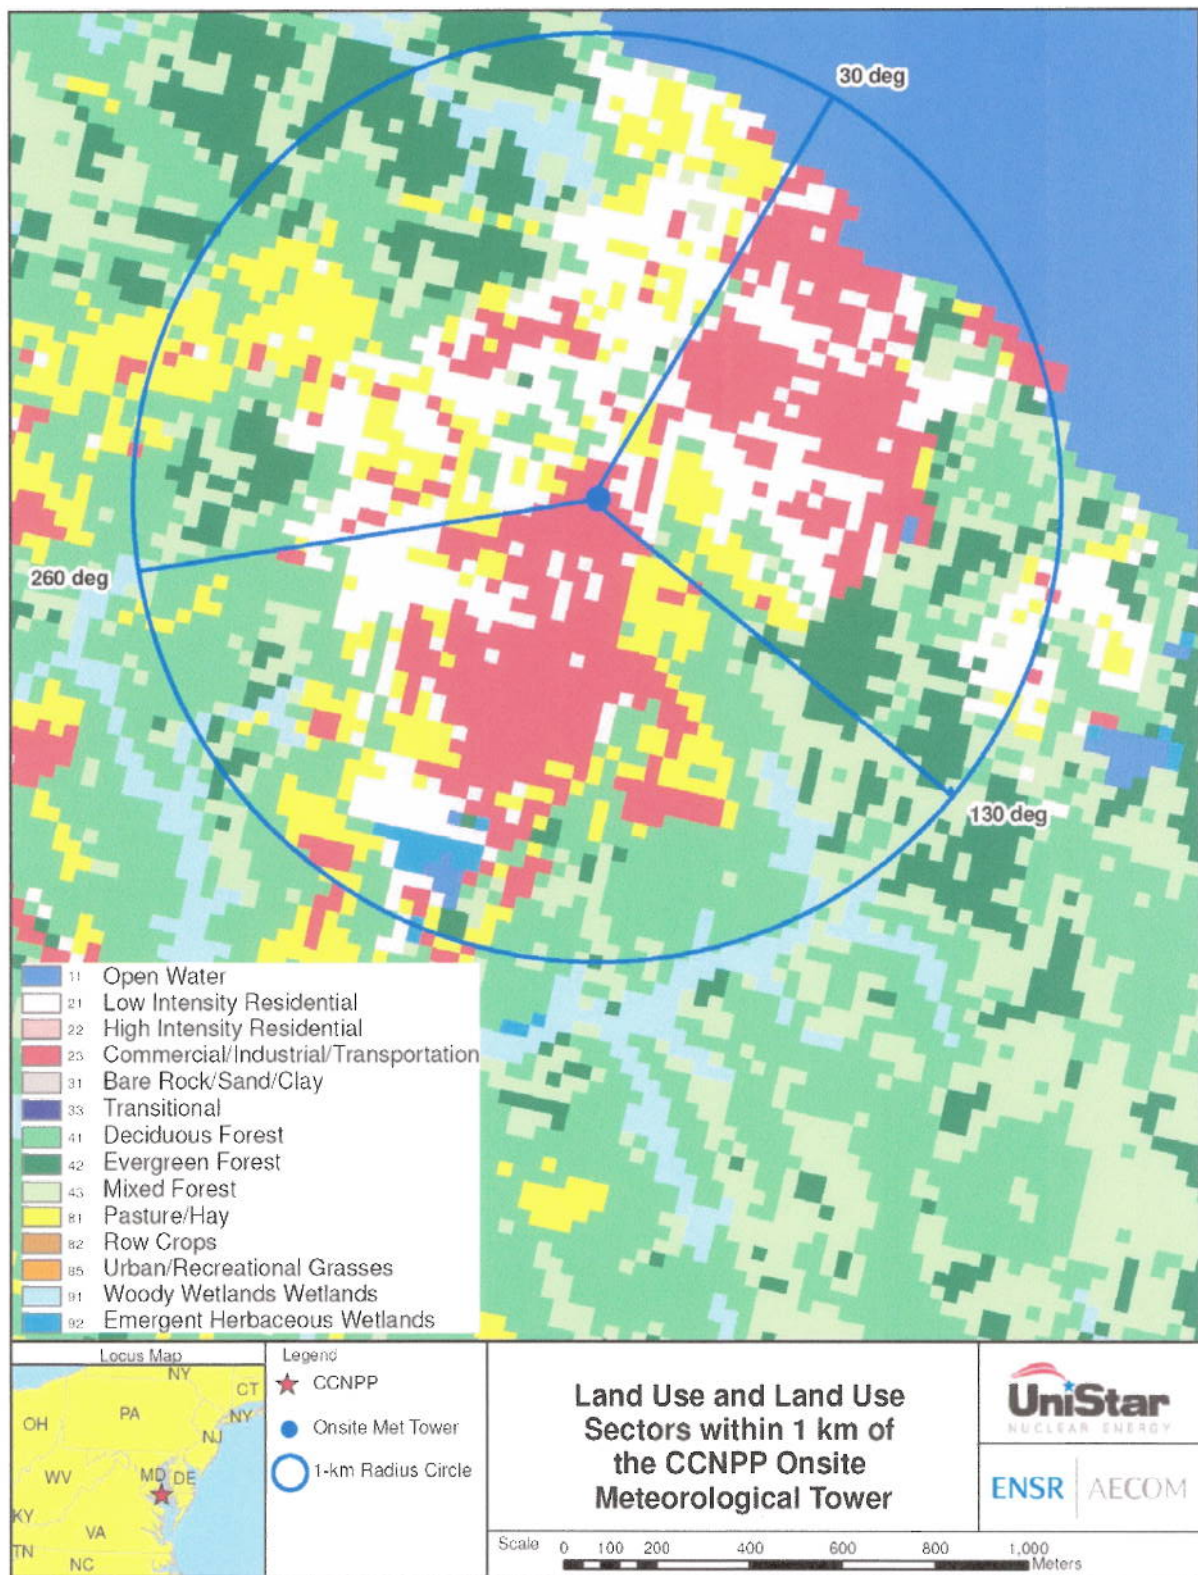 30 deg
260 deg
130 deg
11 Open Water
21 Low Intensity Residential
22 High Intensity Residential
23 Commercial/Industrial/Transportation
31 Bare Rock/Sand/Clay
33 Transitional
41 Deciduous Forest
42 Evergreen Forest
43 Mixed Forest
81 Pasture/Hay
82 Row Crops
85 Urban/Recreational Grasses
91 Woody Wetlands Wetlands
92 Emergent Herbaceous Wetlands
Locus Map
NY
CT
PA
OH
NY
NJ
WV
MD
DE
KY
VA
TN
NC
Legend
CCNPP
Onsite Met Tower
1-km Radius Circle
Land Use and Land Use
Sectors within 1 km of
the CCNPP Onsite
Meteorological Tower
UniStar
NUCLEAR ENERGY
ENSR | AECOM
Scale 0 100 200 400 600 800 1,000
Meters